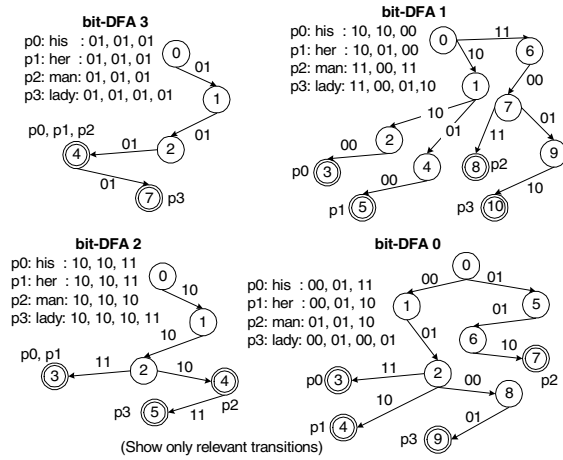 bit-DFA 3
p0: his : 01, 01, 01
p1: her : 01, 01, 01
p2: man: 01, 01, 01
p3: lady: 01, 01, 01, 01
0
01
1
01
2
01
p0, p1, p2
4
01
7
p3
bit-DFA 1
p0: his : 10, 10, 00
p1: her : 10, 01, 00
p2: man: 11, 00, 11
p3: lady: 11, 00, 01,10
0
11
6
10
00
1
7
10
01
11
01
2
4
8
p2
9
00
p0
3
00
10
p1
5
p3
10
bit-DFA 2
p0: his : 10, 10, 11
p1: her : 10, 10, 11
p2: man: 10, 10, 10
p3: lady: 10, 10, 10, 11
0
10
1
10
p0, p1
3
11
2
10
4
p2
11
p3
5
bit-DFA 0
p0: his : 00, 01, 11
p1: her : 00, 01, 10
p2: man: 01, 01, 10
p3: lady: 00, 01, 00, 01
0
00
01
1
5
01
01
6
10
7
p2
p0
3
11
2
10
00
8
p1
4
01
p3
9
(Show only relevant transitions)